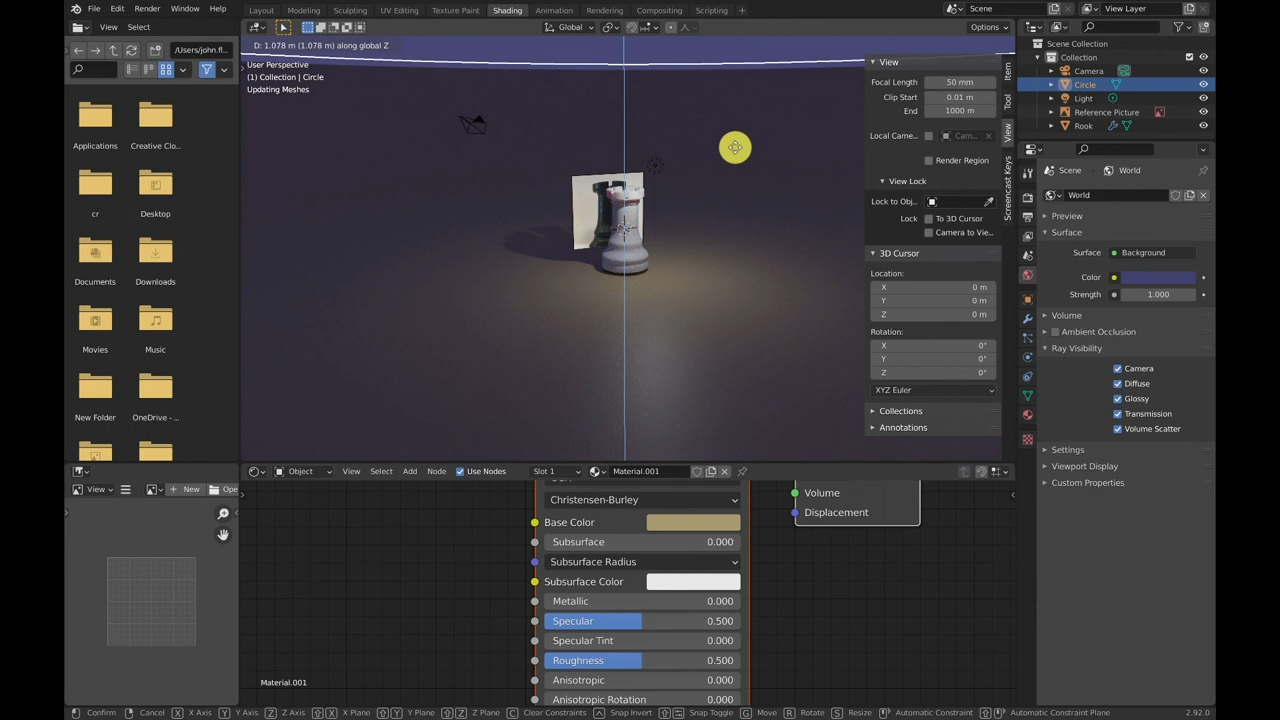 File Edit Render Window Help Layout Modeling Sculpting UV Editing Texture Paint Shading Animation Rendering Compositing Scripting Scene View Layer
View Select Global Options
/Users/john.fl...
D: 1.078 m (1.078 m) along global Z
User Perspective
(1) Collection | Circle
Updating Meshes
Applications
Creative Clo...
cr
Desktop
Documents
Downloads
Movies
Music
New Folder
OneDrive - ...
View
Focal Length 50 mm
Clip Start 0.01 m
End 1000 m
Local Came... Cam...
Render Region
View Lock
Lock to Obj...
Lock To 3D Cursor
Camera to Vie...
3D Cursor
Location:
X 0 m
Y 0 m
Z 0 m
Rotation:
X 0°
Y 0°
Z 0°
XYZ Euler
Collections
Annotations
Item
Tool
View
Screencast Keys
Scene Collection
Collection
Camera
Circle
Light
Reference Picture
Rook
Scene World
World
Preview
Surface
Surface Background
Color
Strength 1.000
Volume
Ambient Occlusion
Ray Visibility
Camera
Diffuse
Glossy
Transmission
Volume Scatter
Settings
Viewport Display
Custom Properties
View New Ope
Object View Select Add Node Use Nodes Slot 1 Material.001
Christensen-Burley
Base Color
Subsurface 0.000
Subsurface Radius
Subsurface Color
Metallic 0.000
Specular 0.500
Specular Tint 0.000
Roughness 0.500
Anisotropic 0.000
Anisotropic Rotation 0.000
Volume
Displacement
Material.001
Confirm Cancel X X Axis Y Y Axis Z Z Axis X X Plane Y Y Plane Z Z Plane C Clear Constraints Snap Invert Snap Toggle G Move R Rotate S Resize Automatic Constraint Automatic Constraint Plane 2.92.0